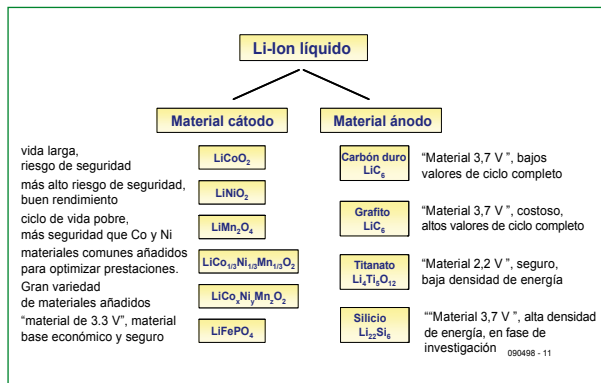 Li-Ion líquido
Material cátodo
Material ánodo
vida larga,
riesgo de seguridad
LiCoO₂
más alto riesgo de seguridad,
buen rendimiento
LiNiO₂
ciclo de vida pobre,
más seguridad que Co y Ni
LiMn₂O₄
materiales comunes añadidos
para optimizar prestaciones.
LiCo₁/₃Ni₁/₃Mn₁/₃O₂
Gran variedad
de materiales añadidos
LiCoₓNiᵧMn_zO₂
“material de 3.3 V”, material
base económico y seguro
LiFePO₄
Carbón duro
LiC₆
“Material 3,7 V ”, bajos
valores de ciclo completo
Grafito
LiC₆
“Material 3,7 V ”, costoso,
altos valores de ciclo completo
Titanato
Li₄Ti₅O₁₂
“Material 2,2 V ”, seguro,
baja densidad de energía
Silicio
Li₂₂Si₆
““Material 3,7 V ”, alta densidad
de energía, en fase de
investigación
090498 - 11